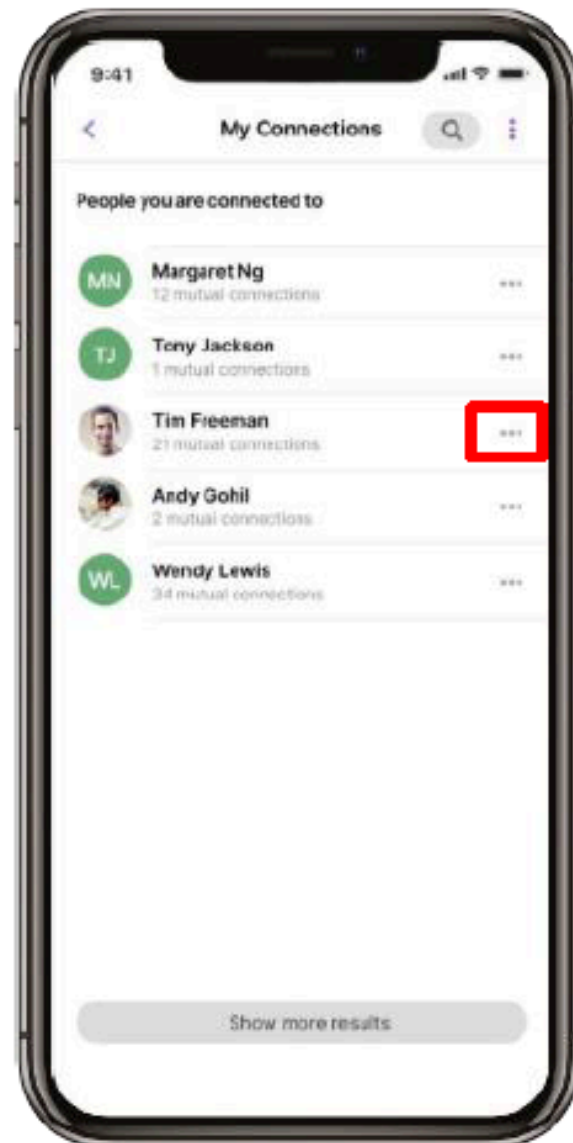 9:41
My Connections
People you are connected to
MN
Margaret Ng
12 mutual connections
TJ
Tony Jackson
1 mutual connections
Tim Freeman
21 mutual connections
Andy Gohil
2 mutual connections
WL
Wendy Lewis
34 mutual connections
Show more results